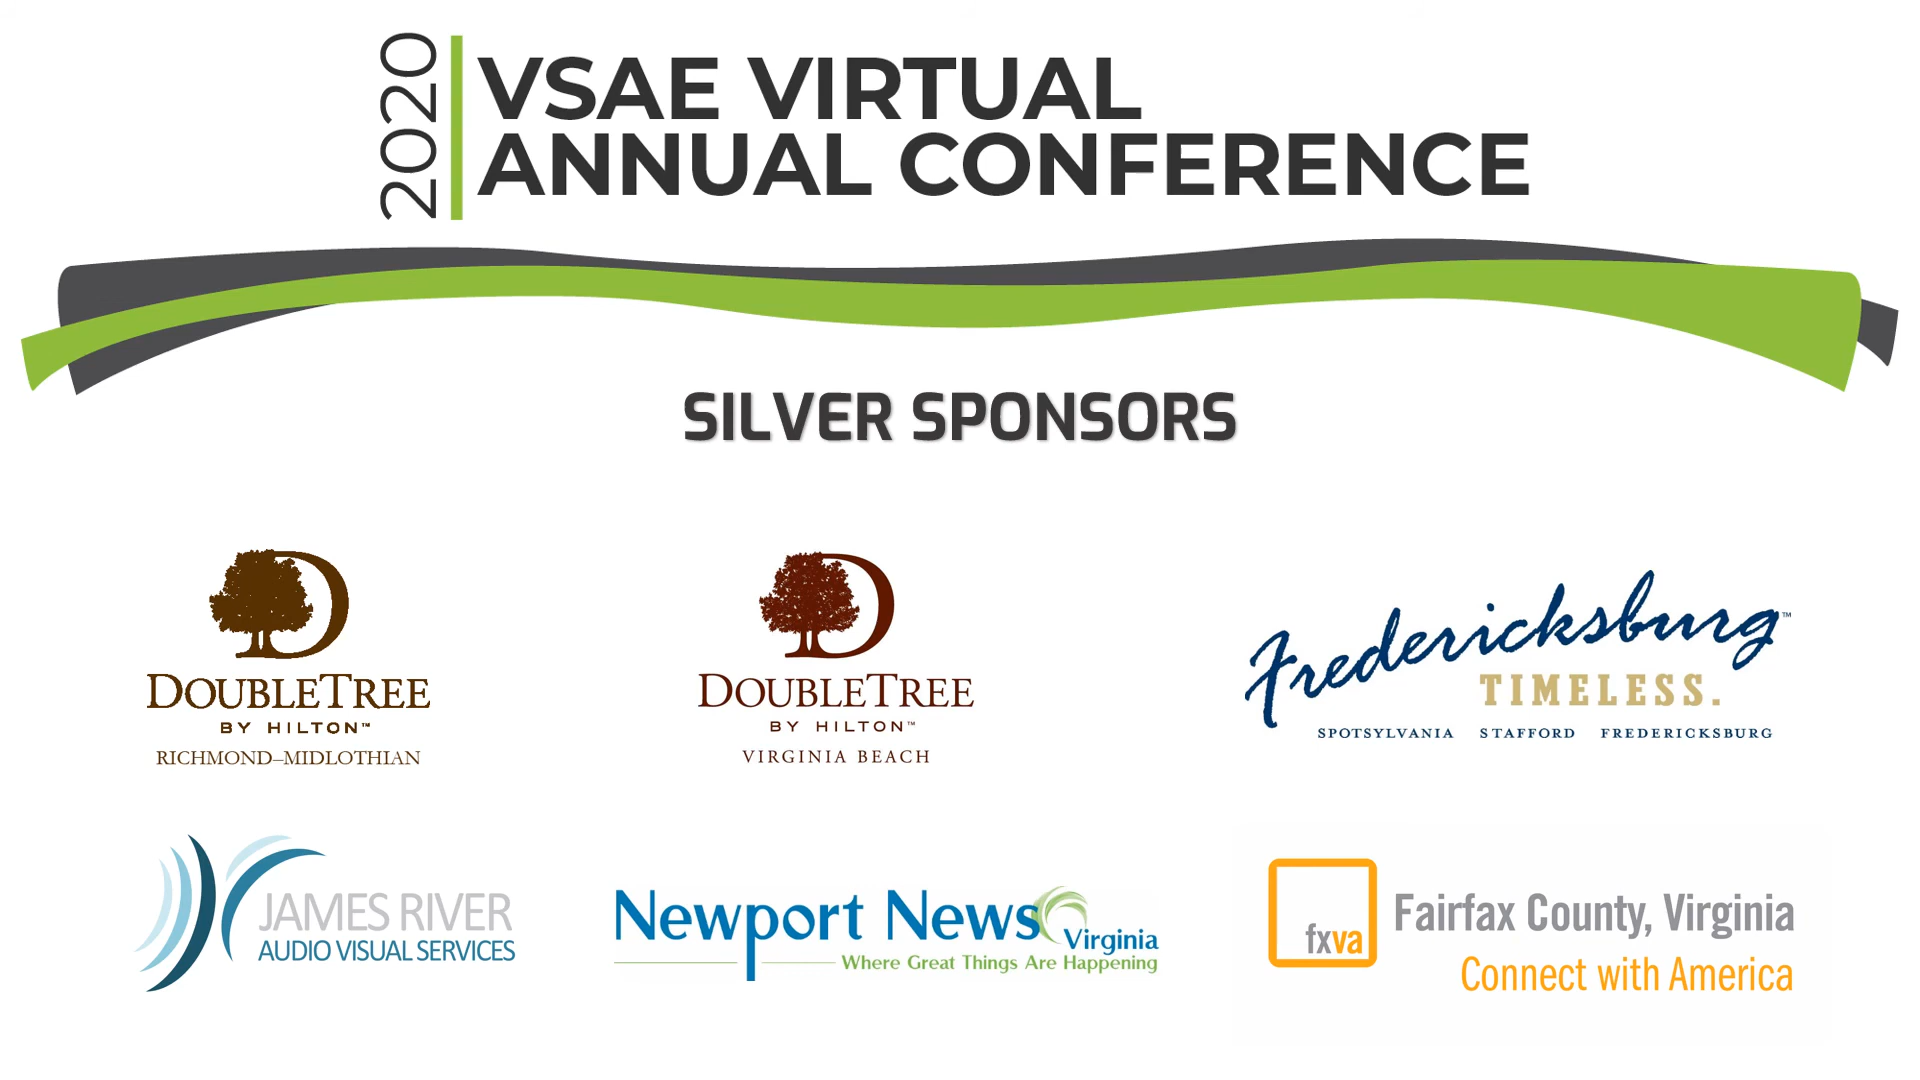 2020
VSAE VIRTUAL
ANNUAL CONFERENCE
SILVER SPONSORS
DOUBLETREE
BY HILTON™
RICHMOND–MIDLOTHIAN
DOUBLETREE
BY HILTON™
VIRGINIA BEACH
Fredericksburg™
TIMELESS.
SPOTSYLVANIA STAFFORD FREDERICKSBURG
JAMES RIVER
AUDIO VISUAL SERVICES
Newport News
Virginia
Where Great Things Are Happening
fxva
Fairfax County, Virginia
Connect with America